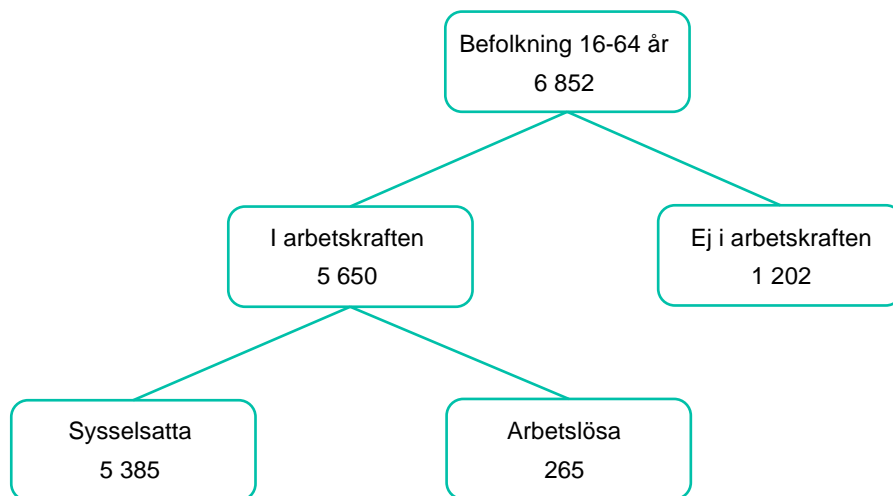 Befolkning 16-64 år
6 852
I arbetskraften
5 650
Ej i arbetskraften
1 202
Sysselsatta
5 385
Arbetslösa
265